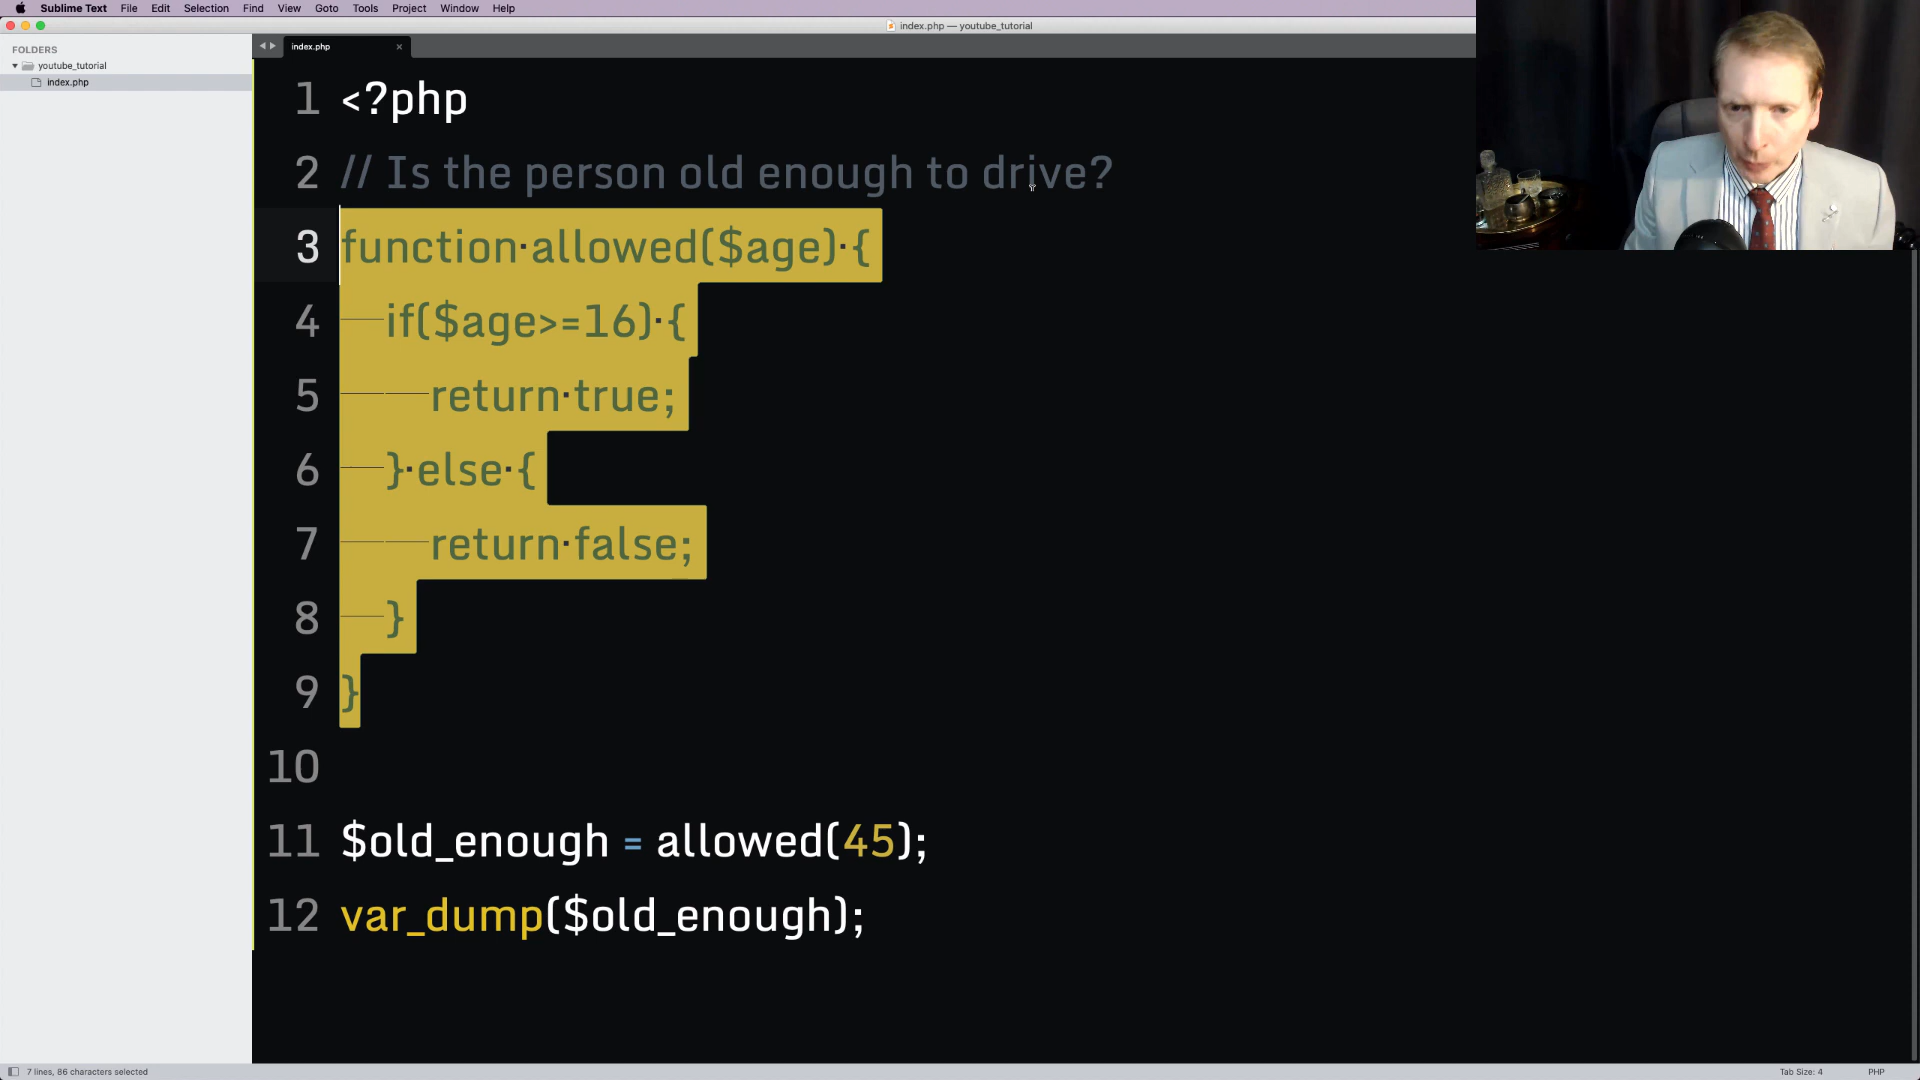 Sublime Text File Edit Selection Find View Goto Tools Project Window Help
index.php — youtube_tutorial
FOLDERS
youtube_tutorial
index.php
index.php
1 <?php
2 // Is the person old enough to drive?
3 function allowed($age) {
4 if($age>=16) {
5 return true;
6 } else {
7 return false;
8 }
9 }
10
11 $old_enough = allowed(45);
12 var_dump($old_enough);
7 lines, 86 characters selected
Tab Size: 4
PHP